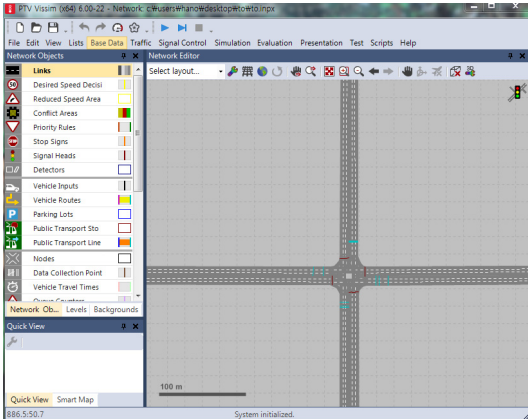 PTV Vissim (x64) 6.00-22 - Network: c:₩users₩hano₩desktop₩to₩to.inpx
File Edit View Lists Base Data Traffic Signal Control Simulation Evaluation Presentation Test Scripts Help
Network Objects
Network Editor
Select layout...
Links
Desired Speed Decisi
Reduced Speed Area
Conflict Areas
Priority Rules
Stop Signs
Signal Heads
Detectors
Vehicle Inputs
Vehicle Routes
Parking Lots
Public Transport Sto
Public Transport Line
Nodes
Data Collection Point
Vehicle Travel Times
Queue Counters
Network Ob... Levels Backgrounds
Quick View
100 m
Quick View Smart Map
886.5:50.7
System initialized.